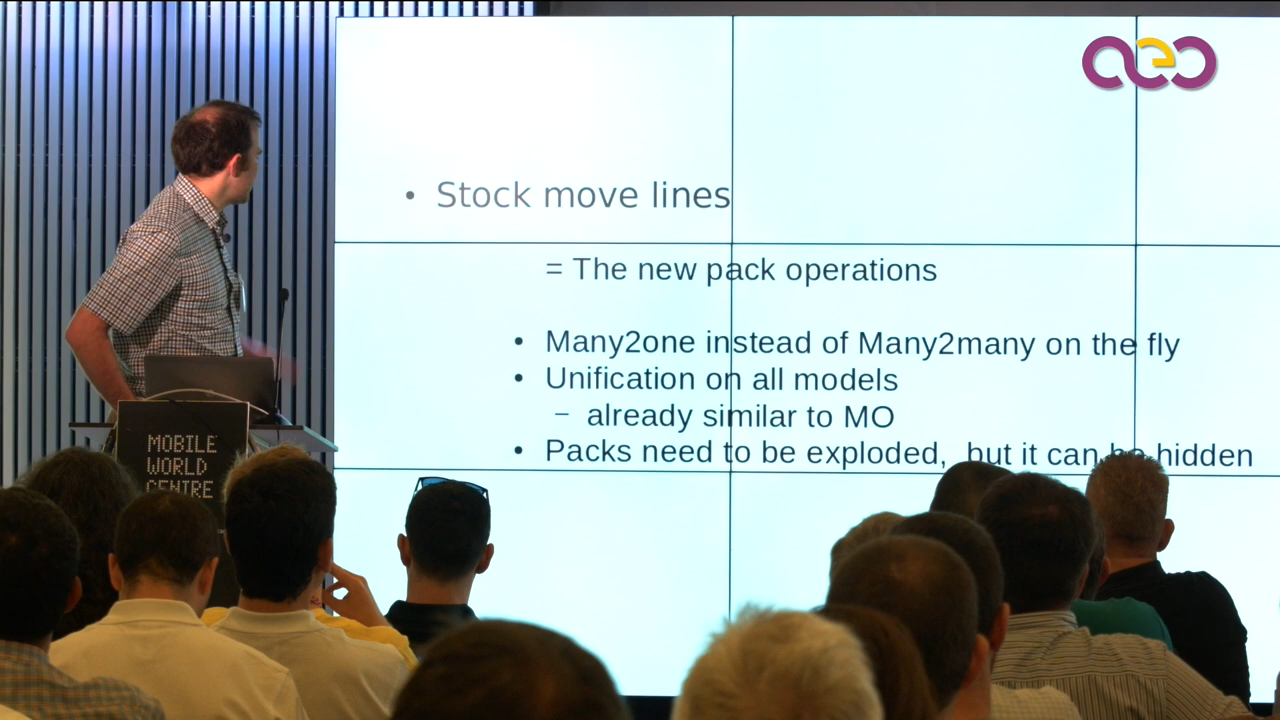 aeo
• Stock move lines
= The new pack operations
• Many2one instead of Many2many on the fly
• Unification on all models
– already similar to MO
• Packs need to be exploded, but it can be hidden
MOBILE
WORLD
CENTRE